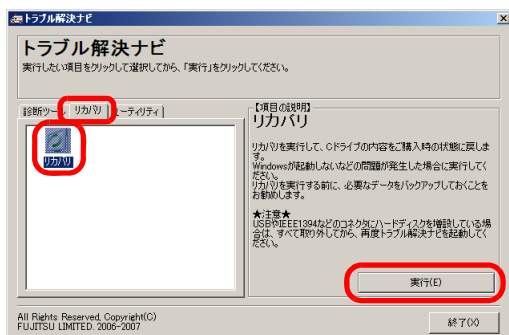 トラブル解決ナビ
トラブル解決ナビ
実行したい項目をクリックして選択してから、「実行」をクリックしてください。
診断ツール リカバリ ユーティリティ
リカバリ
【項目の説明】
リカバリ
リカバリを実行して、Cドライブの内容をご購入時の状態に戻しま
す。
Windowsが起動しないなどの問題が発生した場合に実行してく
ださい。
リカバリを実行する前に、必要なデータをバックアップしておくことを
お勧めします。
★注意★
USBやIEEE1394などのコネクタにハードディスクを増設している場
合は、すべて取り外してから、再度トラブル解決ナビを起動してく
ださい。
実行(E)
All Rights Reserved, Copyright(C)
FUJITSU LIMITED. 2006-2007
終了(X)